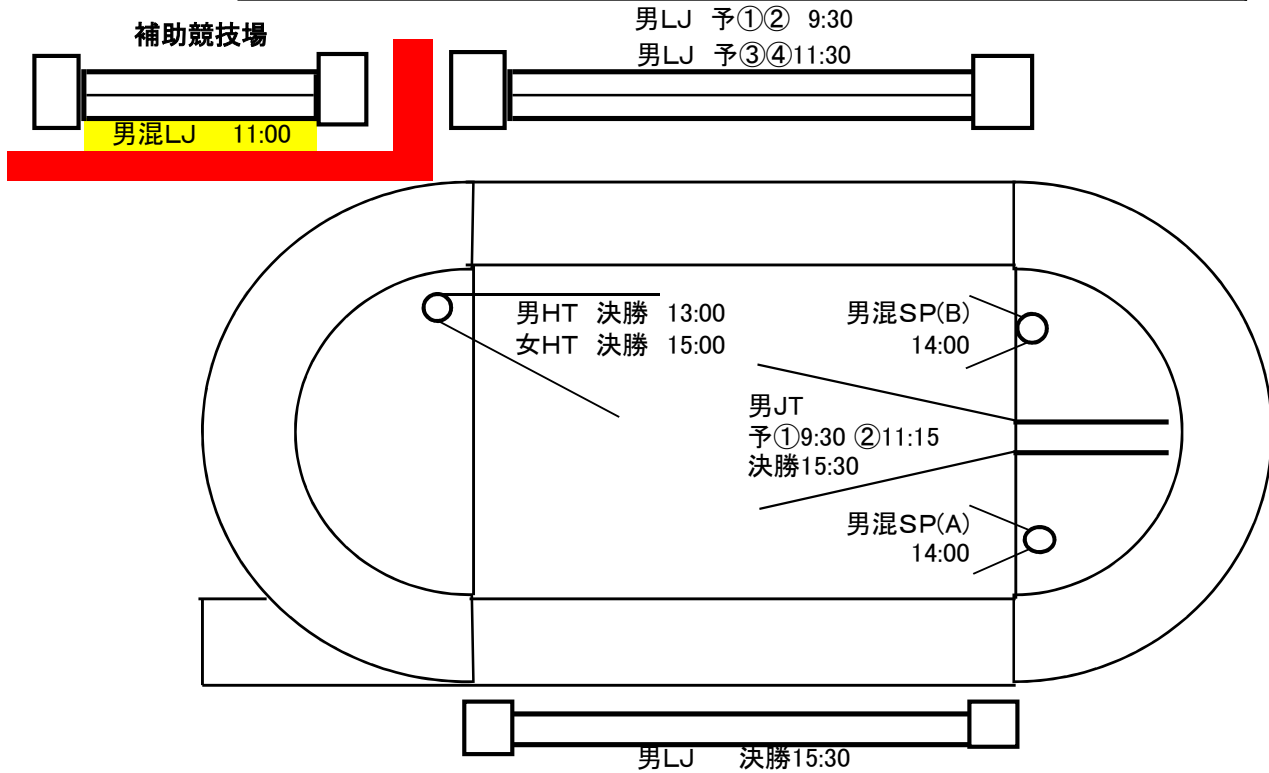 男LJ 予①② 9:30
補助競技場
男LJ 予③④11:30
男混LJ 11:00
男HT 決勝 13:00
女HT 決勝 15:00
男混SP(B)
14:00
男JT
予①9:30 ②11:15
決勝15:30
男混SP(A)
14:00
男LJ 決勝15:30